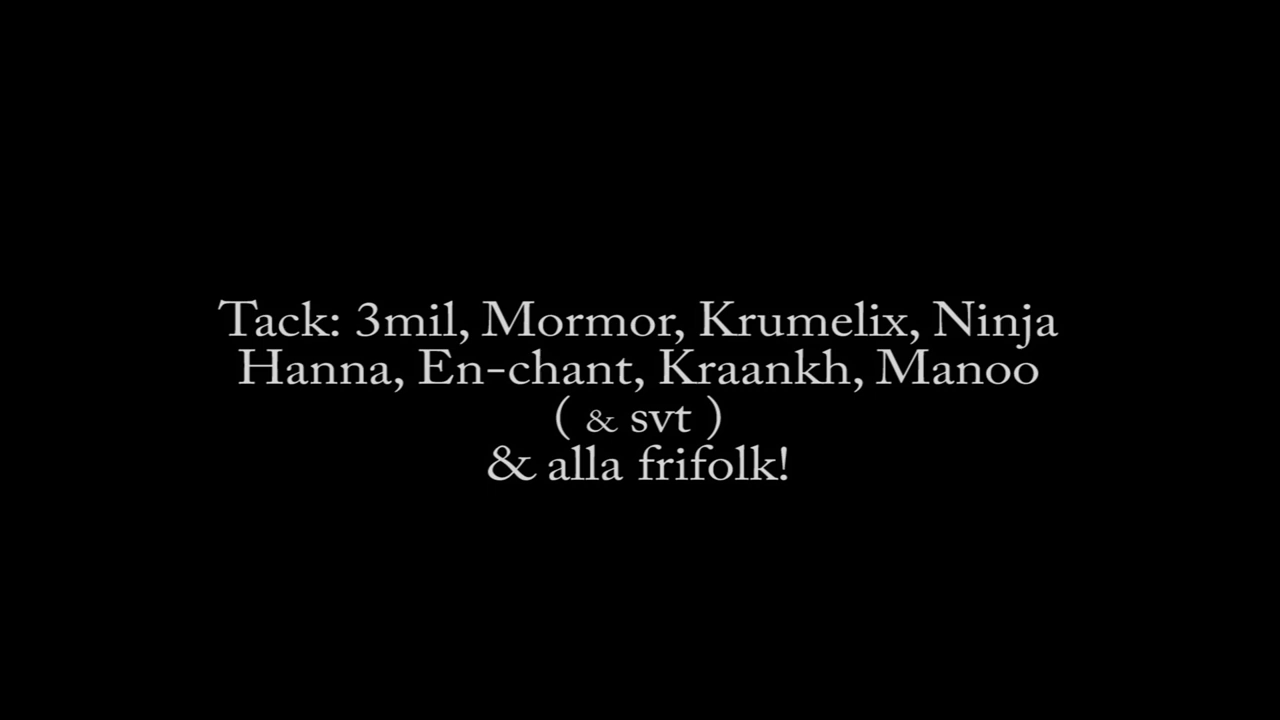 Tack: 3mil, Mormor, Krumelix, Ninja
Hanna, En-chant, Kraankh, Manoo
( & svt )
& alla frifolk!